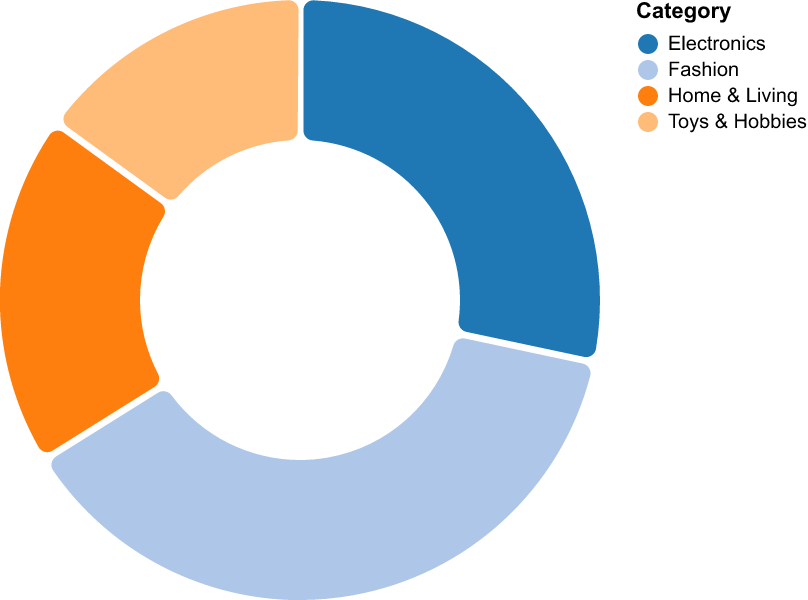 Category
Electronics
Fashion
Home & Living
Toys & Hobbies